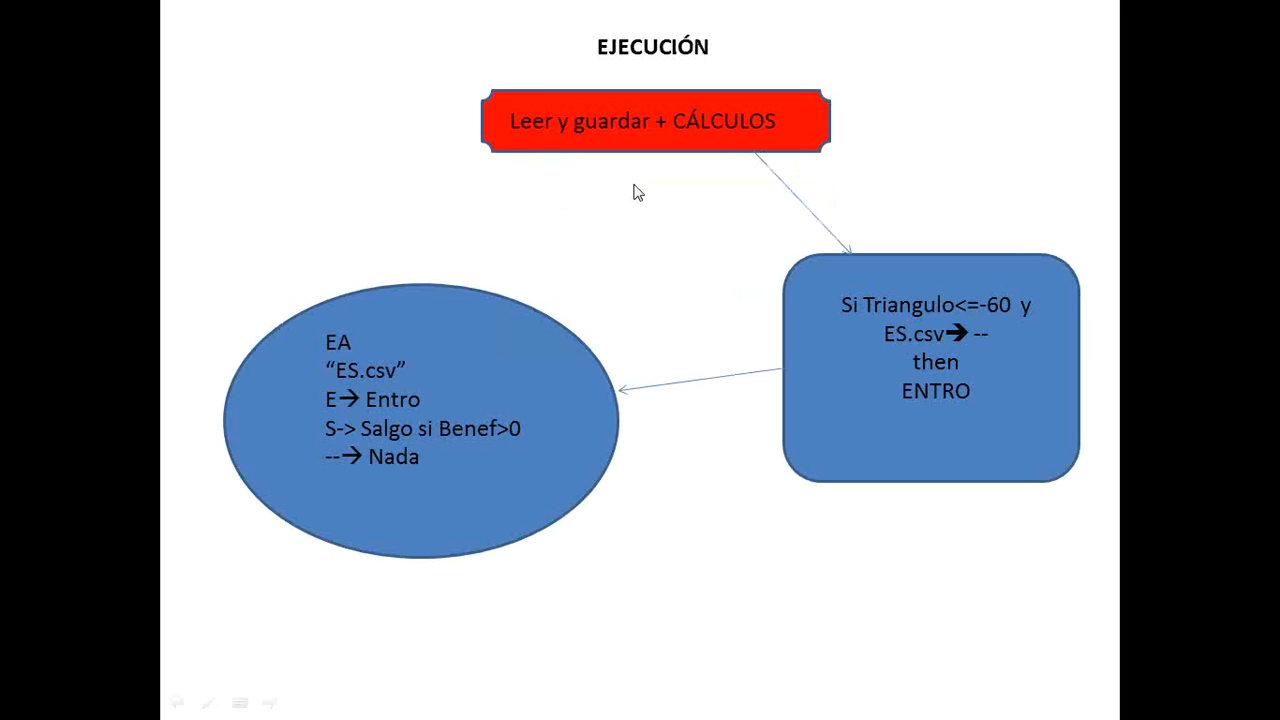 EJECUCIÓN
Leer y guardar + CÁLCULOS
Si Triangulo<=-60 y
ES.csv➔ --
then
ENTRO
EA
“ES.csv”
E→ Entro
S-> Salgo si Benef>0
--→ Nada